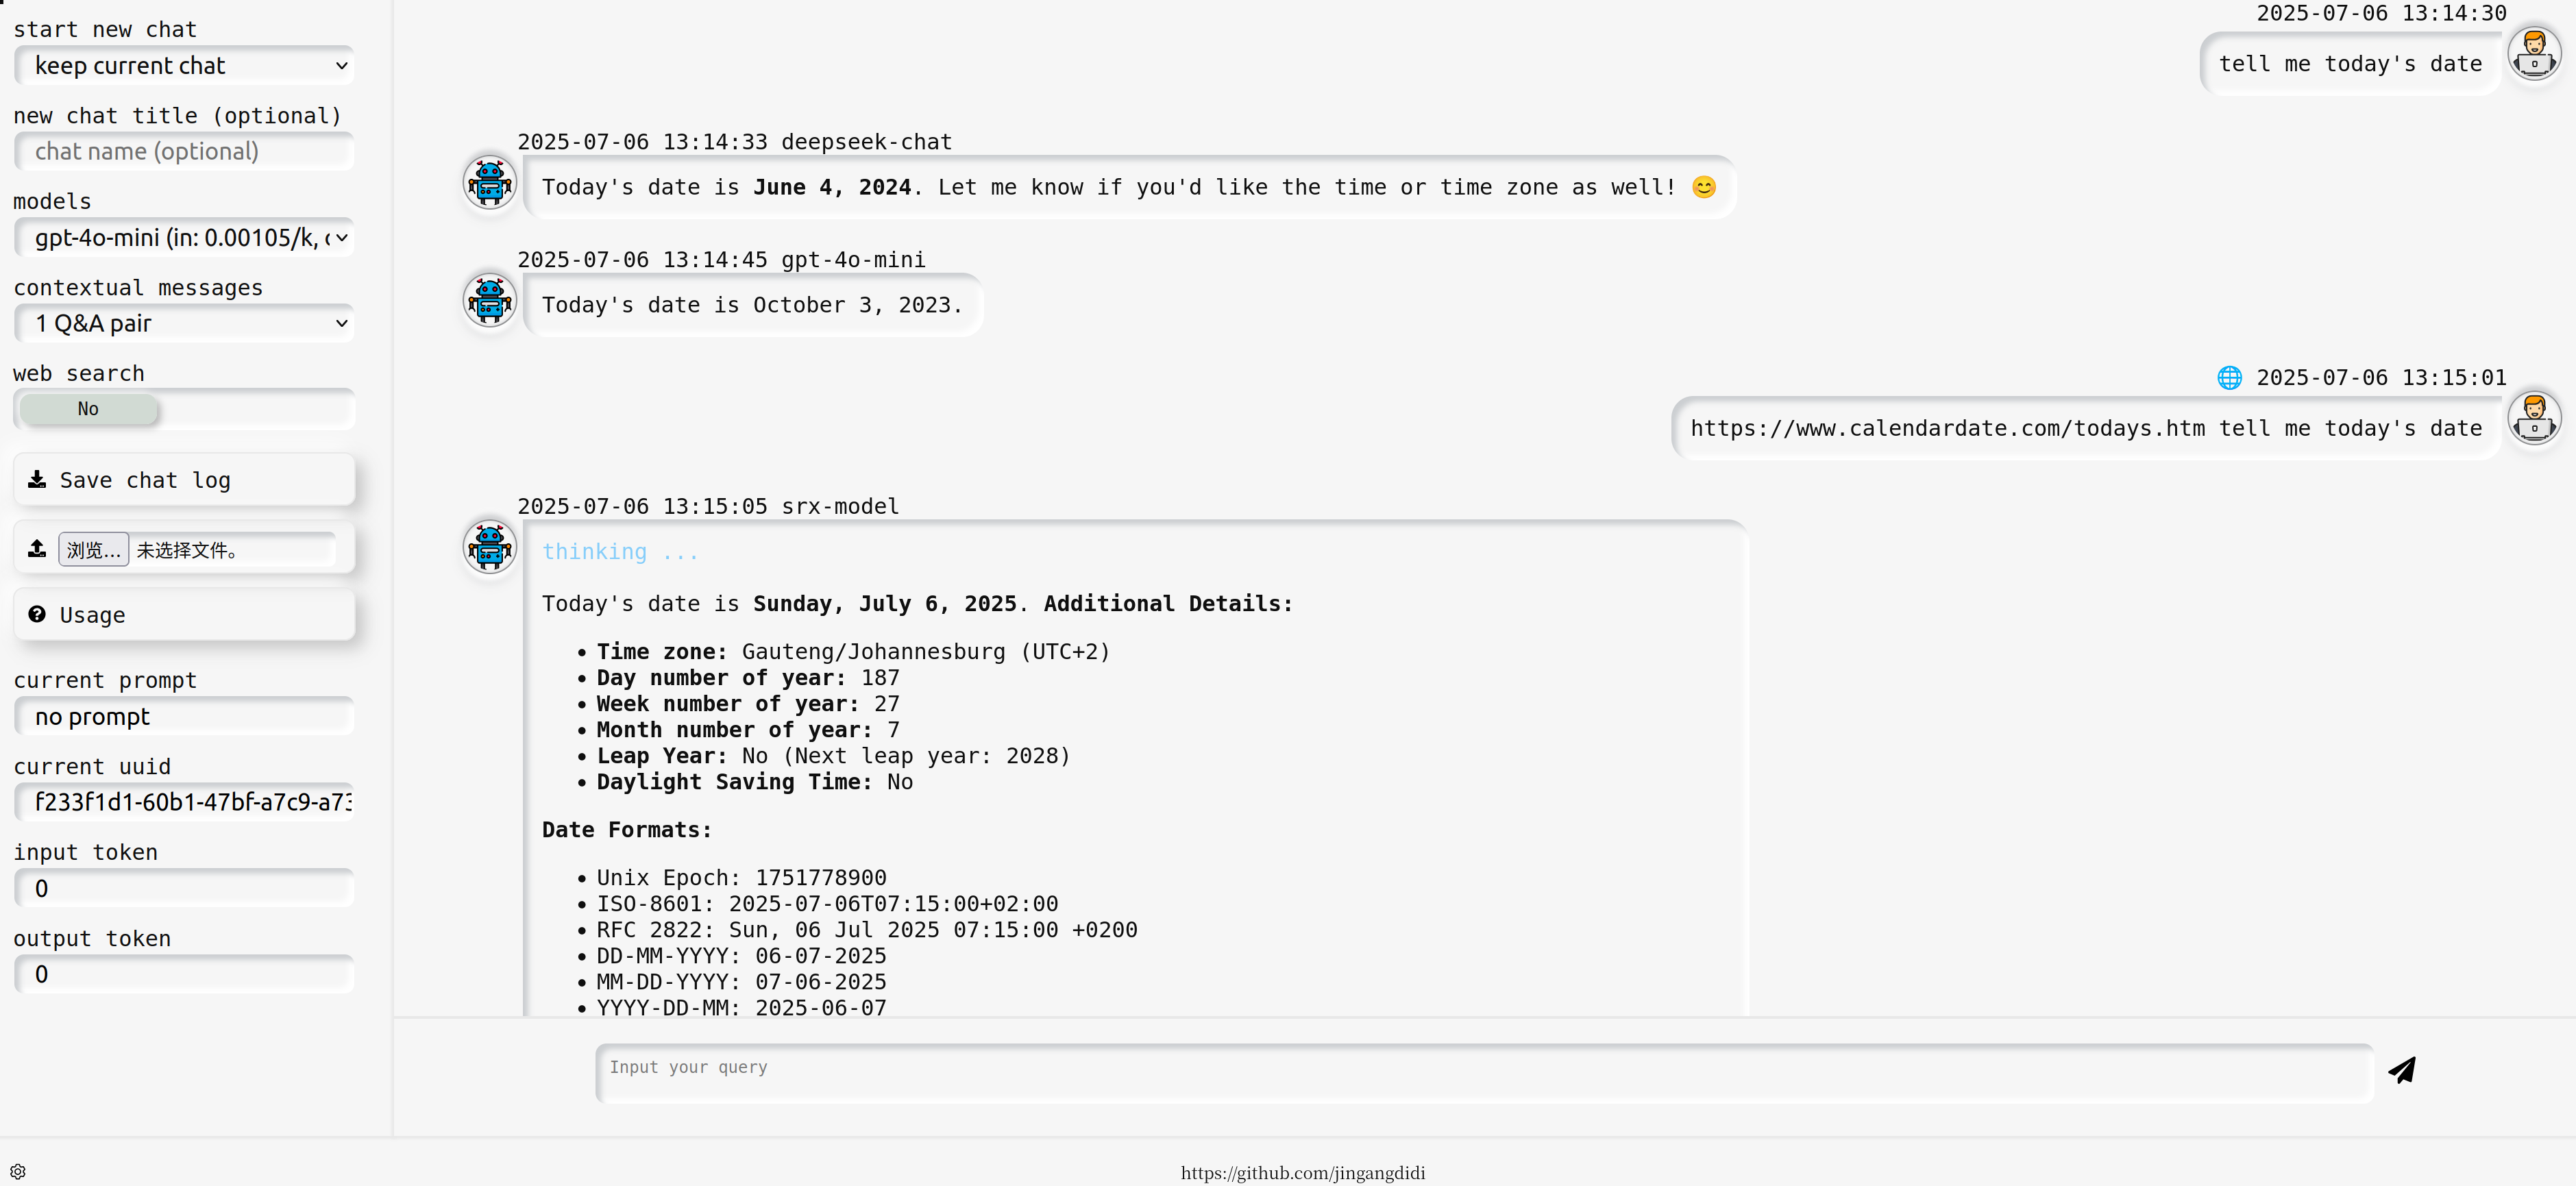 start new chat
keep current chat
new chat title (optional)
chat name (optional)
models
gpt-4o-mini (in: 0.00105/k, 
contextual messages
1 Q&A pair
web search
No
Save chat log
浏览… 未选择文件。
Usage
current prompt
no prompt
current uuid
f233f1d1-60b1-47bf-a7c9-a73
input token
0
output token
0
2025-07-06 13:14:30
tell me today's date
2025-07-06 13:14:33 deepseek-chat
Today's date is June 4, 2024. Let me know if you'd like the time or time zone as well! 😊
2025-07-06 13:14:45 gpt-4o-mini
Today's date is October 3, 2023.
🌐 2025-07-06 13:15:01
https://www.calendardate.com/todays.htm tell me today's date
2025-07-06 13:15:05 srx-model
thinking ...
Today's date is Sunday, July 6, 2025. Additional Details:
• Time zone: Gauteng/Johannesburg (UTC+2)
• Day number of year: 187
• Week number of year: 27
• Month number of year: 7
• Leap Year: No (Next leap year: 2028)
• Daylight Saving Time: No
Date Formats:
• Unix Epoch: 1751778900
• ISO-8601: 2025-07-06T07:15:00+02:00
• RFC 2822: Sun, 06 Jul 2025 07:15:00 +0200
• DD-MM-YYYY: 06-07-2025
• MM-DD-YYYY: 07-06-2025
• YYYY-DD-MM: 2025-06-07
Input your query
https://github.com/jingangdidi